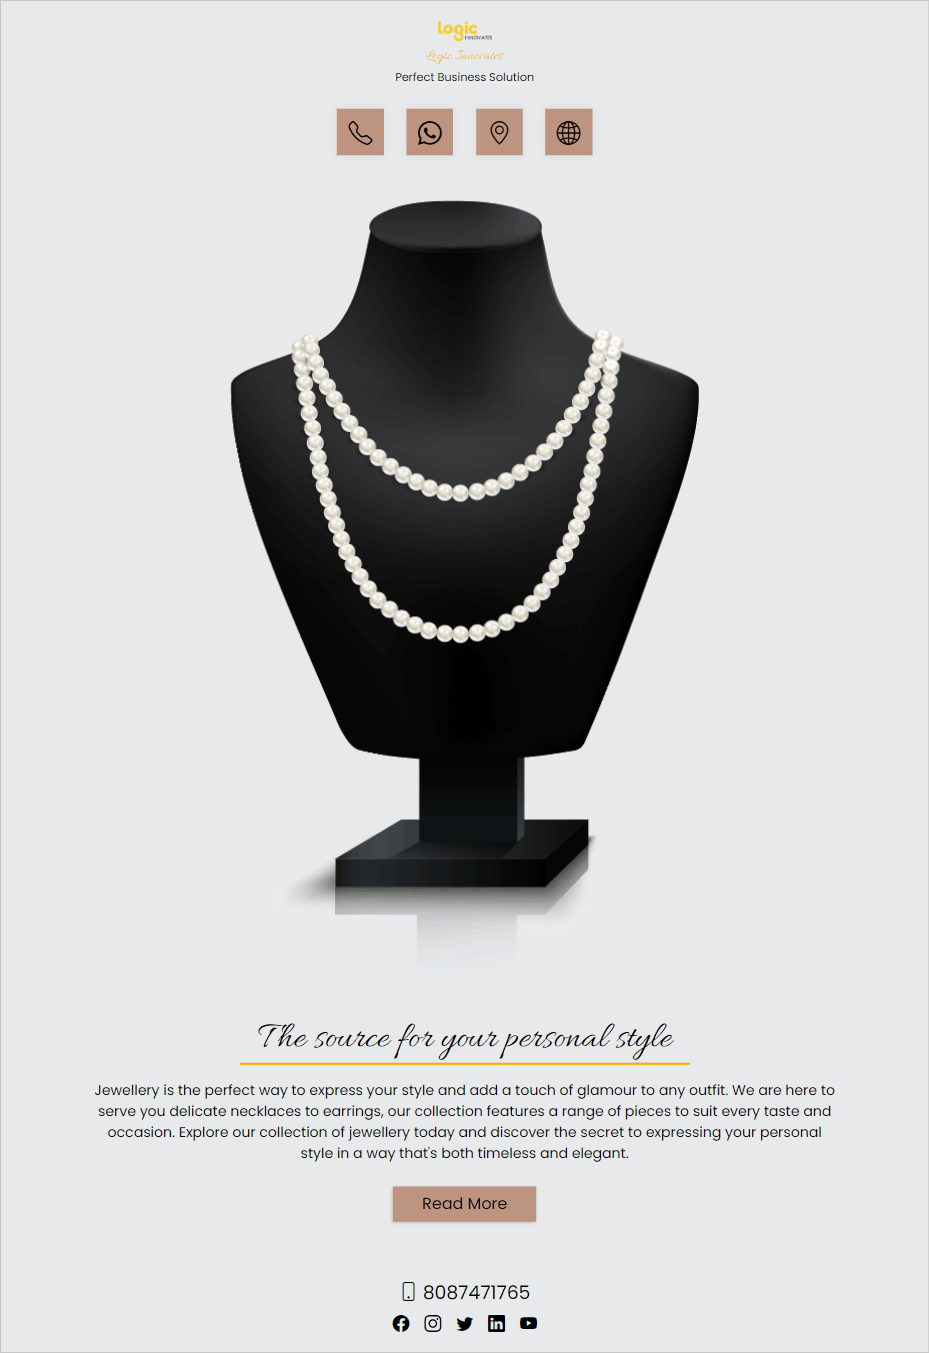 logic
INNOVATES
Logic Innovates
Perfect Business Solution
The source for your personal style
Jewellery is the perfect way to express your style and add a touch of glamour to any outfit. We are here to
serve you delicate necklaces to earrings, our collection features a range of pieces to suit every taste and
occasion. Explore our collection of jewellery today and discover the secret to expressing your personal
style in a way that's both timeless and elegant.
Read More
8087471765